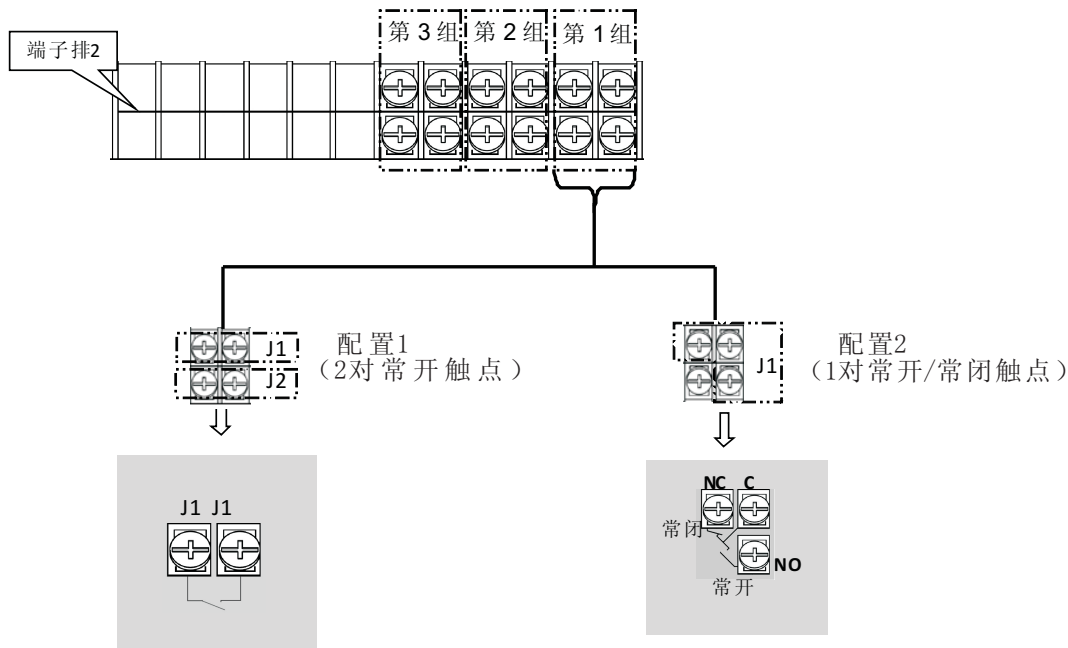 第3组 第2组 第1组
端子排2
J1
J2
配置1
（2对常开触点）
J1
配置2
（1对常开/常闭触点）
J1 J1
NC C
常闭
NO
常开